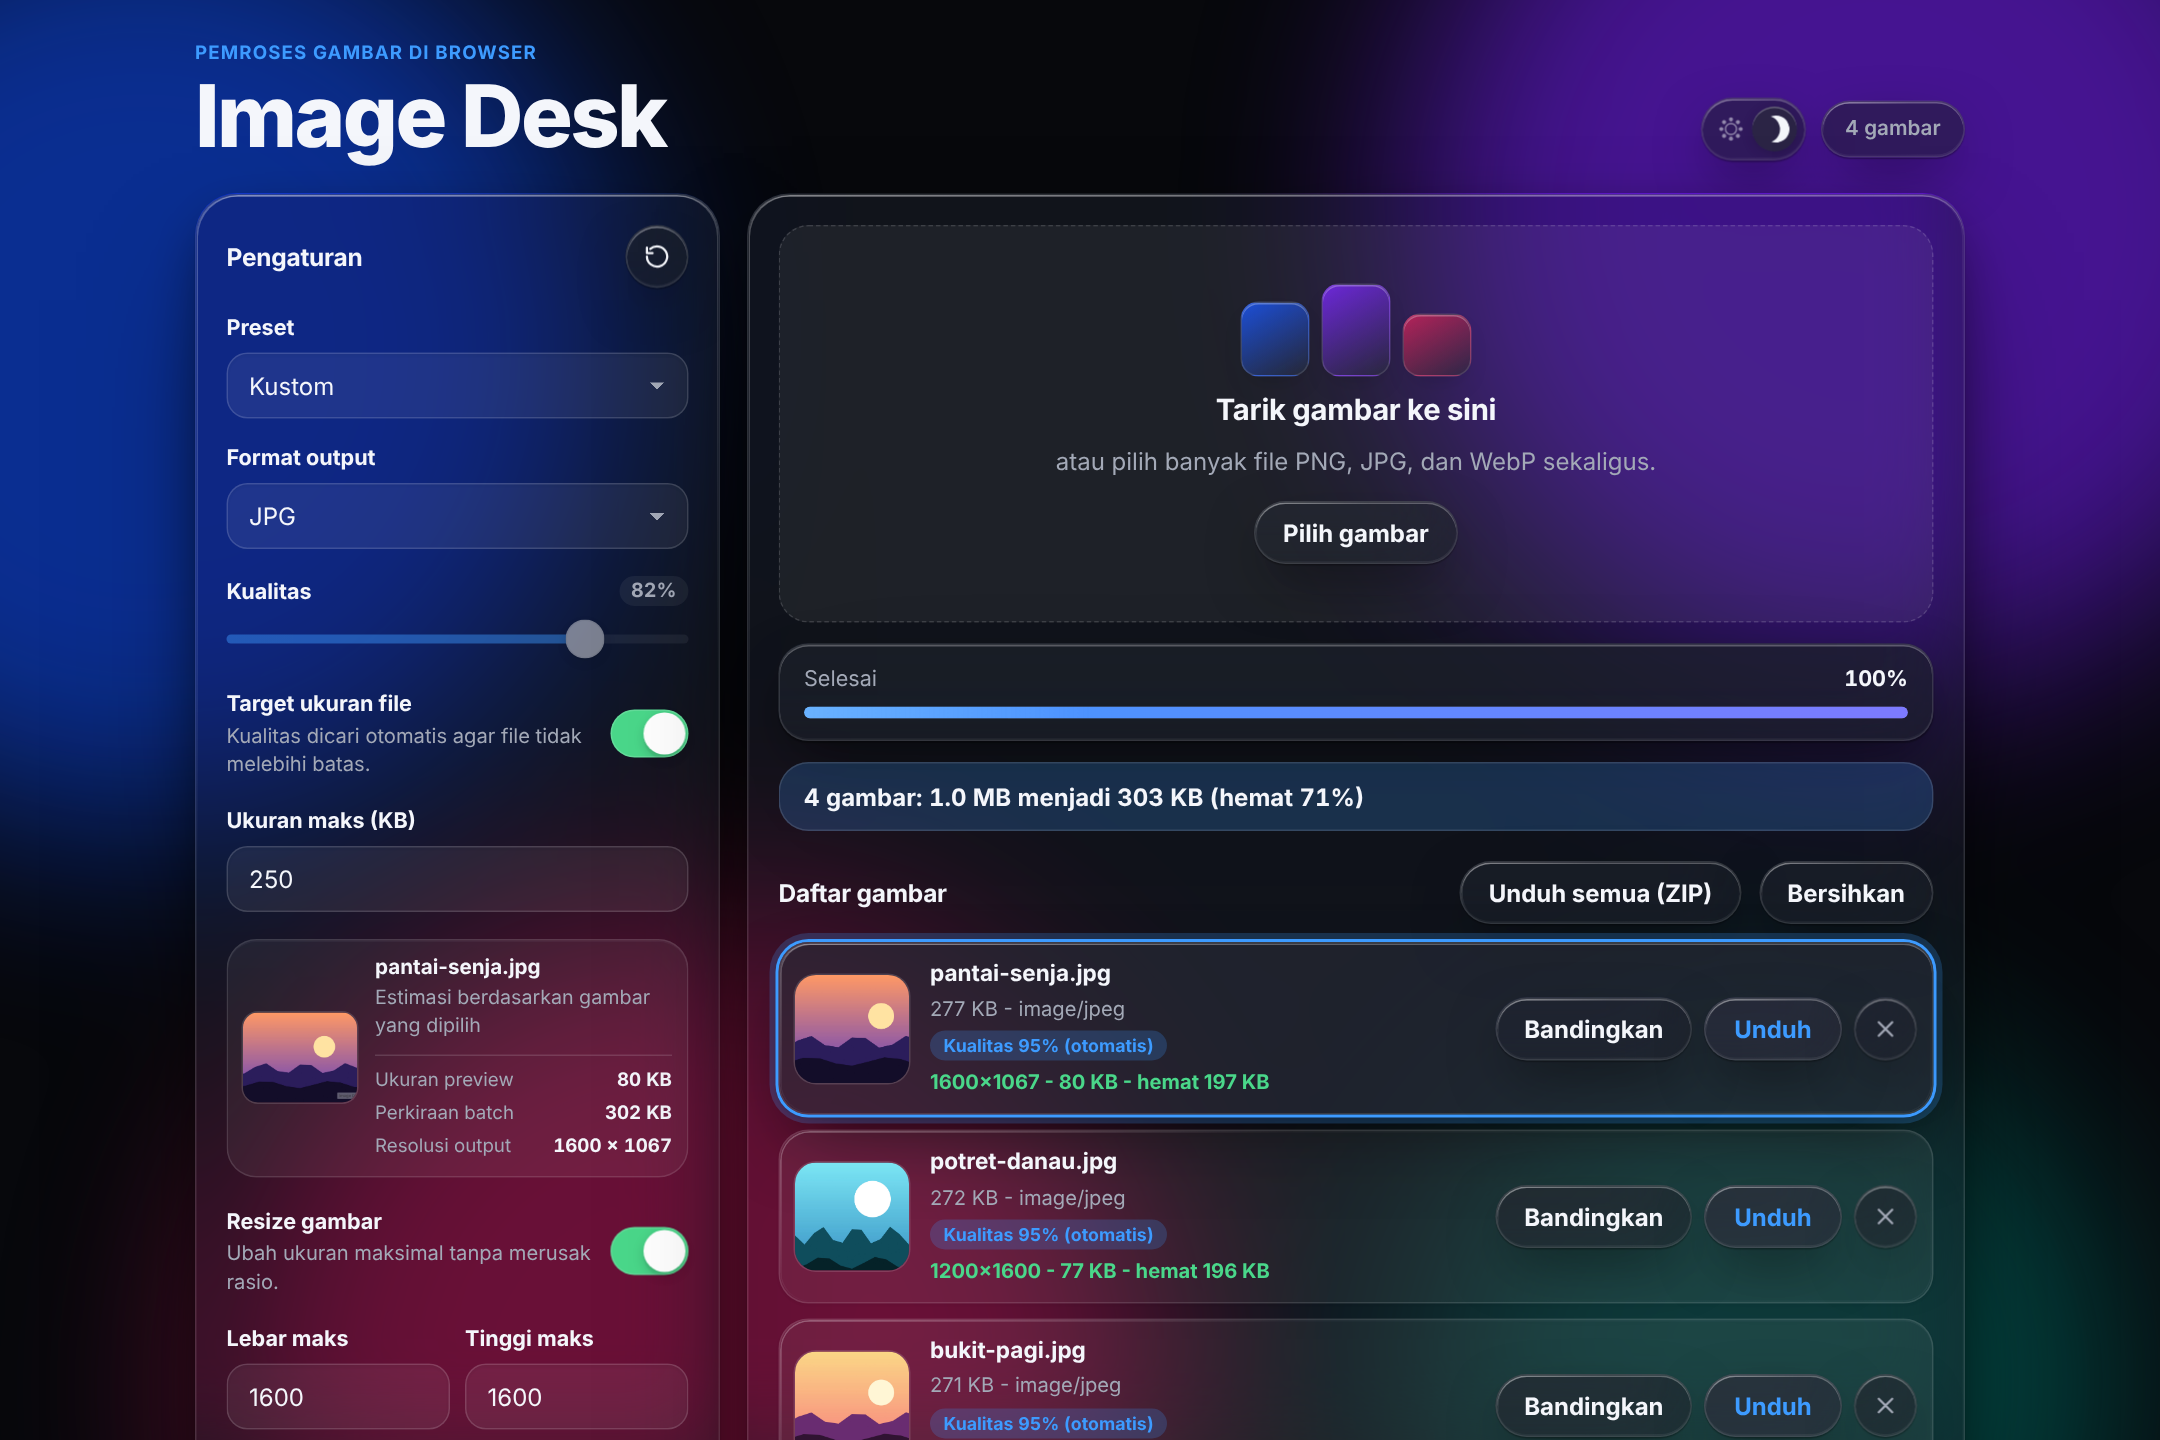 PEMROSES GAMBAR DI BROWSER
Image Desk
4 gambar
Pengaturan
Preset
Kustom
Format output
JPG
Kualitas
82%
Target ukuran file
Kualitas dicari otomatis agar file tidak
melebihi batas.
Ukuran maks (KB)
250
pantai-senja.jpg
Estimasi berdasarkan gambar
yang dipilih
Ukuran preview 80 KB
Perkiraan batch 302 KB
Resolusi output 1600 × 1067
Resize gambar
Ubah ukuran maksimal tanpa merusak
rasio.
Lebar maks Tinggi maks
1600 1600
Tarik gambar ke sini
atau pilih banyak file PNG, JPG, dan WebP sekaligus.
Pilih gambar
Selesai 100%
4 gambar: 1.0 MB menjadi 303 KB (hemat 71%)
Daftar gambar Unduh semua (ZIP) Bersihkan
pantai-senja.jpg
277 KB - image/jpeg
Kualitas 95% (otomatis)
1600×1067 - 80 KB - hemat 197 KB
Bandingkan Unduh
potret-danau.jpg
272 KB - image/jpeg
Kualitas 95% (otomatis)
1200×1600 - 77 KB - hemat 196 KB
Bandingkan Unduh
bukit-pagi.jpg
271 KB - image/jpeg
Kualitas 95% (otomatis)
Bandingkan Unduh